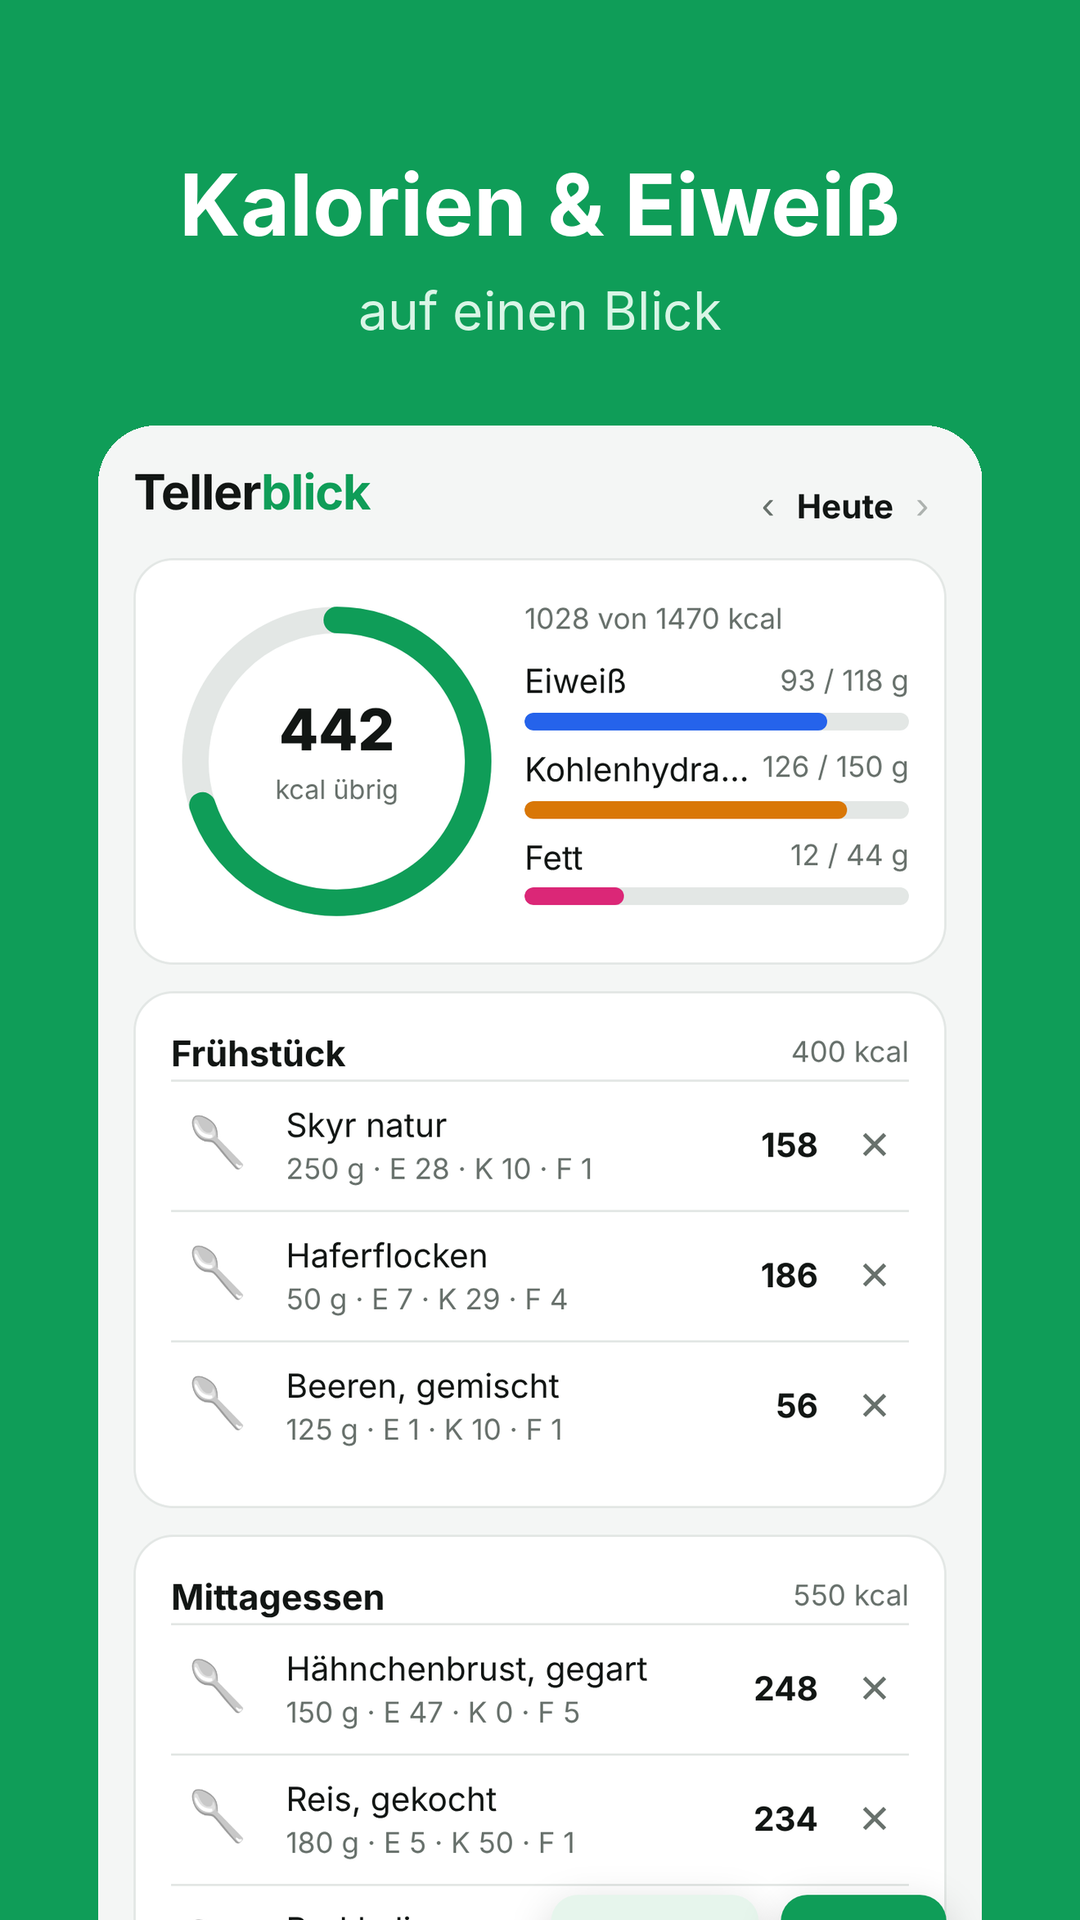 Kalorien & Eiweiß
auf einen Blick
Tellerblick
‹ Heute ›
1028 von 1470 kcal
442
kcal übrig
Eiweiß 93 / 118 g
Kohlenhydra... 126 / 150 g
Fett 12 / 44 g
Frühstück 400 kcal
Skyr natur
250 g · E 28 · K 10 · F 1
158 ×
Haferflocken
50 g · E 7 · K 29 · F 4
186 ×
Beeren, gemischt
125 g · E 1 · K 10 · F 1
56 ×
Mittagessen 550 kcal
Hähnchenbrust, gegart
150 g · E 47 · K 0 · F 5
248 ×
Reis, gekocht
180 g · E 5 · K 50 · F 1
234 ×